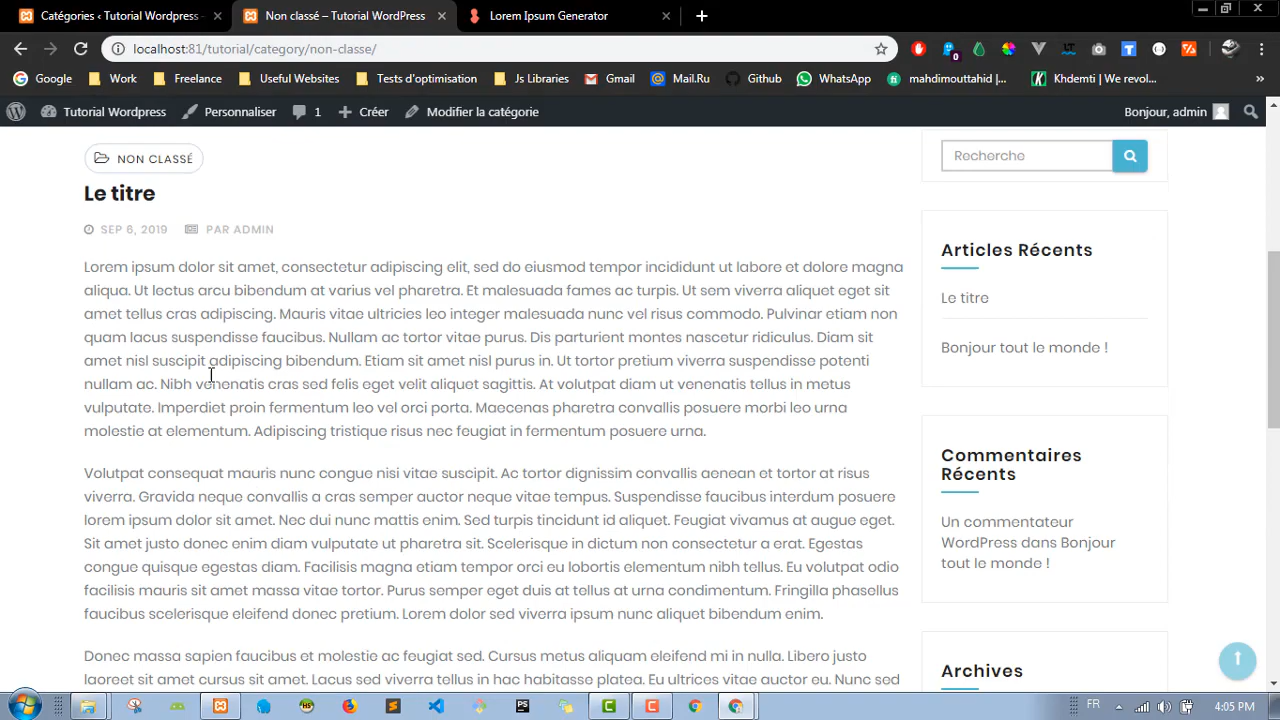 Catégories ‹ Tutorial Wordpress -
Non classé – Tutorial WordPress
Lorem Ipsum Generator
localhost:81/tutorial/category/non-classe/
0
Google
Work
Freelance
Useful Websites
Tests d'optimisation
Js Libraries
Gmail
Mail.Ru
Github
WhatsApp
mahdimouttahid |...
Khdemti | We revol...
»
Tutorial Wordpress
Personnaliser
1
Créer
Modifier la catégorie
Bonjour, admin
NON CLASSÉ
Le titre
SEP 6, 2019
PAR ADMIN
Lorem ipsum dolor sit amet, consectetur adipiscing elit, sed do eiusmod tempor incididunt ut labore et dolore magna
aliqua. Ut lectus arcu bibendum at varius vel pharetra. Et malesuada fames ac turpis. Ut sem viverra aliquet eget sit
amet tellus cras adipiscing. Mauris vitae ultricies leo integer malesuada nunc vel risus commodo. Pulvinar etiam non
quam lacus suspendisse faucibus. Nullam ac tortor vitae purus. Dis parturient montes nascetur ridiculus. Diam sit
amet nisl suscipit adipiscing bibendum. Etiam sit amet nisl purus in. Ut tortor pretium viverra suspendisse potenti
nullam ac. Nibh venenatis cras sed felis eget velit aliquet sagittis. At volutpat diam ut venenatis tellus in metus
vulputate. Imperdiet proin fermentum leo vel orci porta. Maecenas pharetra convallis posuere morbi leo urna
molestie at elementum. Adipiscing tristique risus nec feugiat in fermentum posuere urna.
Volutpat consequat mauris nunc congue nisi vitae suscipit. Ac tortor dignissim convallis aenean et tortor at risus
viverra. Gravida neque convallis a cras semper auctor neque vitae tempus. Suspendisse faucibus interdum posuere
lorem ipsum dolor sit amet. Nec dui nunc mattis enim. Sed turpis tincidunt id aliquet. Feugiat vivamus at augue eget.
Sit amet justo donec enim diam vulputate ut pharetra sit. Scelerisque in dictum non consectetur a erat. Egestas
congue quisque egestas diam. Facilisis magna etiam tempor orci eu lobortis elementum nibh tellus. Eu volutpat odio
facilisis mauris sit amet massa vitae tortor. Purus semper eget duis at tellus at urna condimentum. Fringilla phasellus
faucibus scelerisque eleifend donec pretium. Lorem dolor sed viverra ipsum nunc aliquet bibendum enim.
Donec massa sapien faucibus et molestie ac feugiat sed. Cursus metus aliquam eleifend mi in nulla. Libero justo
laoreet sit amet cursus sit amet. Lacus sed viverra tellus in hac habitasse platea. Eu ultrices vitae auctor eu. Nunc sed
Recherche
Articles Récents
Le titre
Bonjour tout le monde !
Commentaires
Récents
Un commentateur
WordPress dans Bonjour
tout le monde !
Archives
FR
4:05 PM